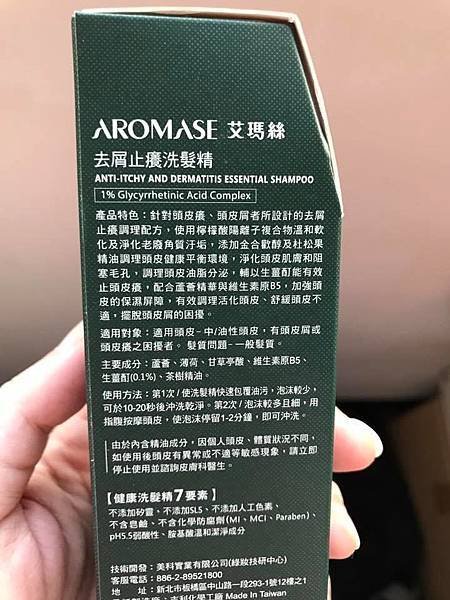 AROMASE 艾瑪絲
去屑止癢洗髮精
ANTI-ITCHY AND DERMATITIS ESSENTIAL SHAMPOO
1% Glycyrrhetinic Acid Complex
產品特色：針對頭皮癢、頭皮屑者所設計的去屑
止癢調理配方，使用檸檬酸陽離子複合物溫和軟
化及淨化老廢角質汙垢，添加金合歡醇及杜松果
精油調理頭皮健康平衡環境，淨化頭皮肌膚和阻
塞毛孔，調理頭皮油脂分泌，輔以生薑酊能有效
止頭皮癢，配合蘆薈精華與維生素原B5，加強頭
皮的保濕屏障，有效調理活化頭皮、舒緩頭皮不
適，擺脫頭皮屑的困擾。
適用對象：適用頭皮－中/油性頭皮，有頭皮屑或
頭皮癢之困擾者。 髮質問題－一般髮質。
主要成分：蘆薈、薄荷、甘草亭酸、維生素原B5、
生薑酊(0.1%)、茶樹精油。
使用方法：第1次 / 使洗髮精快速包覆油污，泡沫較少，
可於10-20秒後沖洗乾淨。第2次 / 泡沫較多且細，用
指腹按摩頭皮，使泡沫停留1-2分鐘，即可沖洗。
由於內含精油成分，因個人頭皮、體質狀況不同，
如使用後頭皮有異常或不適等敏感現象，請立即
停止使用並諮詢皮膚科醫生。
【健康洗髮精7要素】
不添加矽靈、不添加SLS、不添加人工色素、
不含皂鹼、不含化學防腐劑(MI、MCI、Paraben)、
pH5.5弱酸性、胺基酸溫和潔淨成分
技術開發：美科實業有限公司(綠妝技研中心)
客服電話：886-2-89521800
地 址：新北市板橋區中山路一段293-1號12樓之1